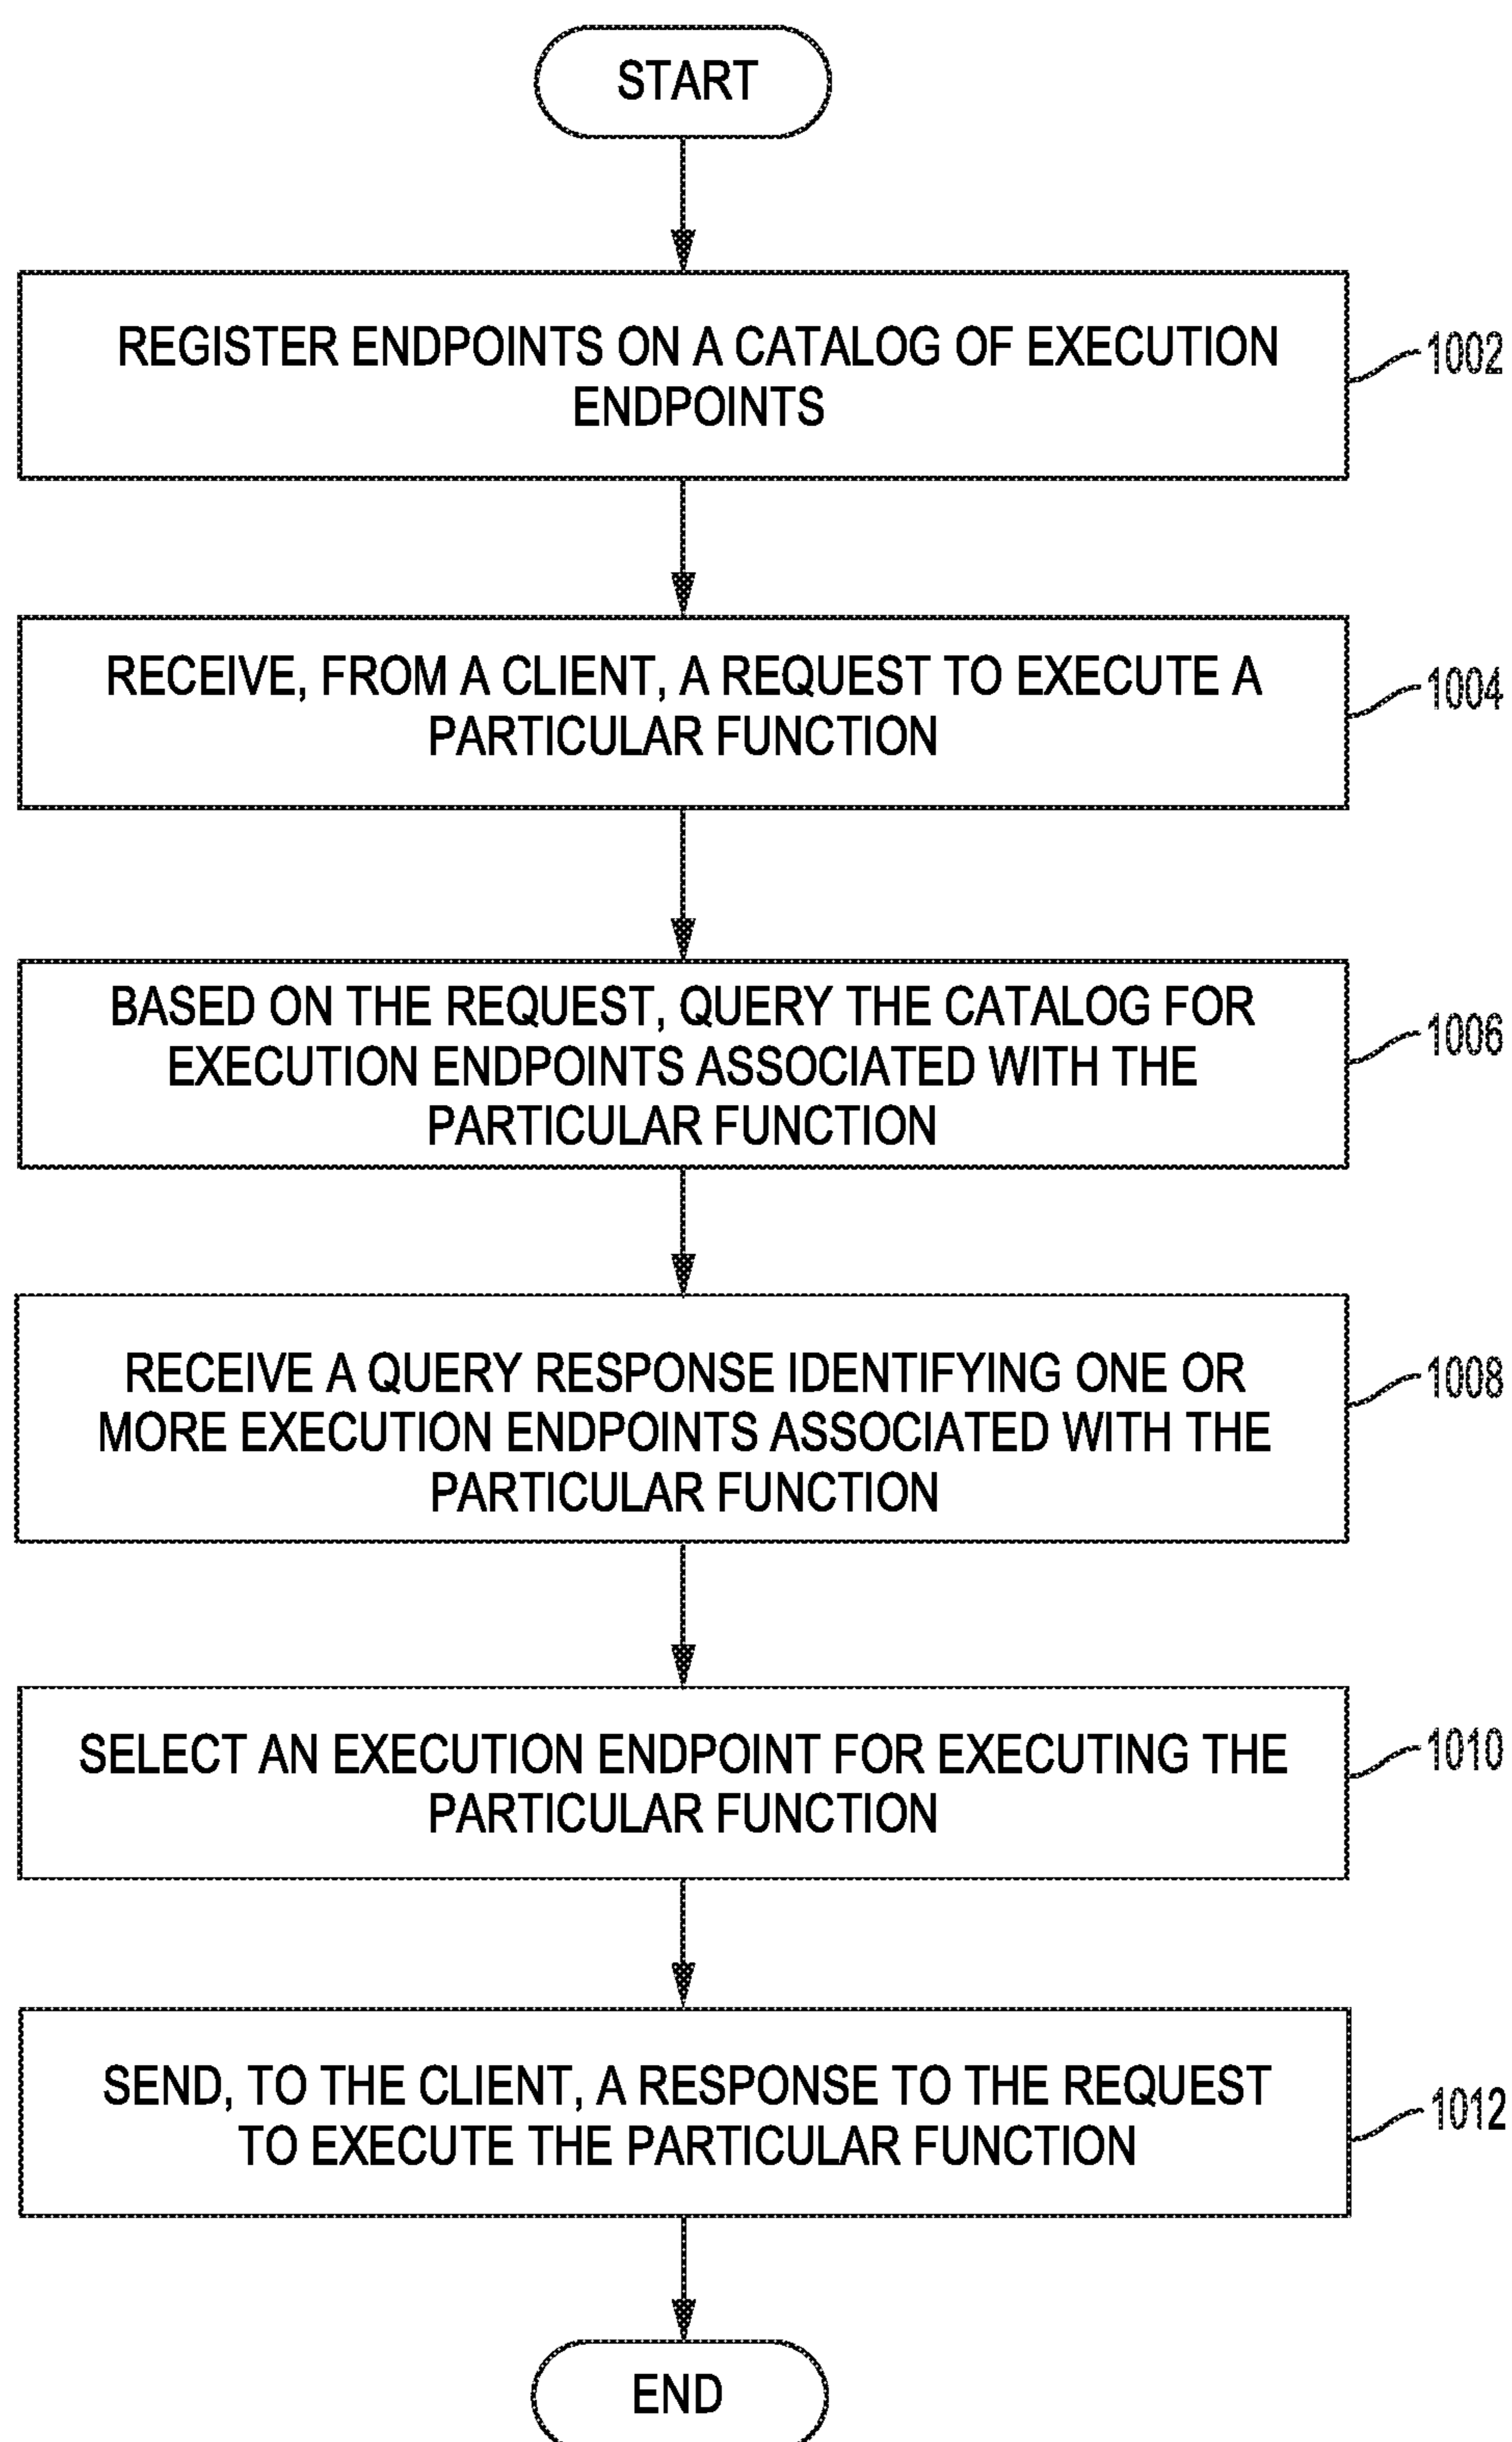 START
REGISTER ENDPOINTS ON A CATALOG OF EXECUTION
ENDPOINTS
1002
RECEIVE, FROM A CLIENT, A REQUEST TO EXECUTE A
PARTICULAR FUNCTION
1004
BASED ON THE REQUEST, QUERY THE CATALOG FOR
EXECUTION ENDPOINTS ASSOCIATED WITH THE
PARTICULAR FUNCTION
1006
RECEIVE A QUERY RESPONSE IDENTIFYING ONE OR
MORE EXECUTION ENDPOINTS ASSOCIATED WITH THE
PARTICULAR FUNCTION
1008
SELECT AN EXECUTION ENDPOINT FOR EXECUTING THE
PARTICULAR FUNCTION
1010
SEND, TO THE CLIENT, A RESPONSE TO THE REQUEST
TO EXECUTE THE PARTICULAR FUNCTION
1012
END